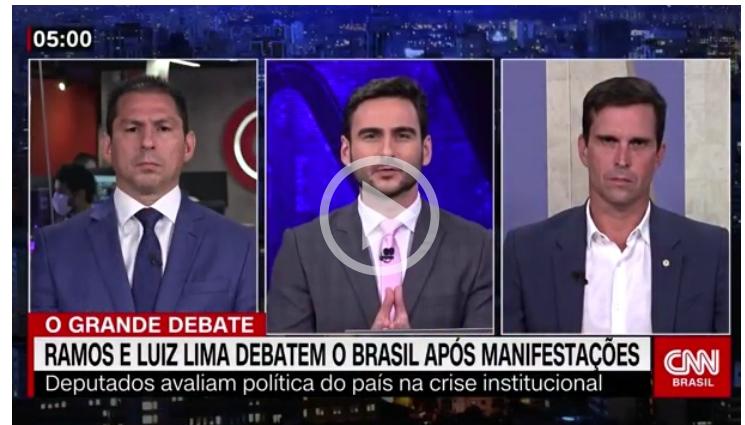 05:00
O GRANDE DEBATE
RAMOS E LUIZ LIMA DEBATEM O BRASIL APÓS MANIFESTAÇÕES
Deputados avaliam política do país na crise institucional
CNN
BRASIL